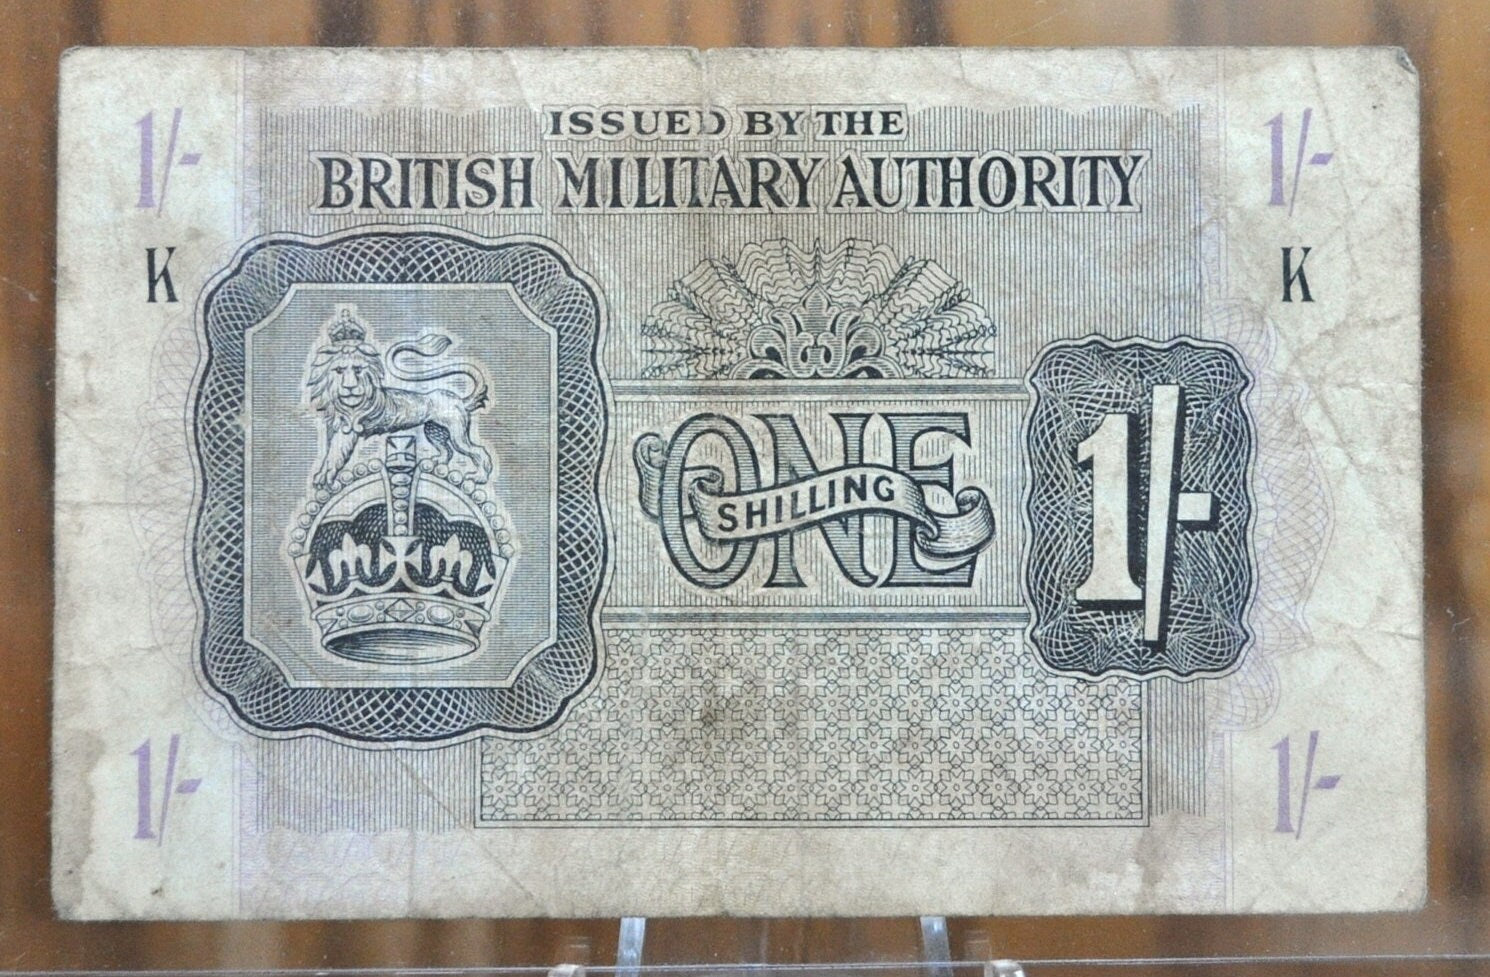 1/- 1/-
ISSUED BY THE
BRITISH MILITARY AUTHORITY
K K
ONE
SHILLING
1/-
1/- 1/-